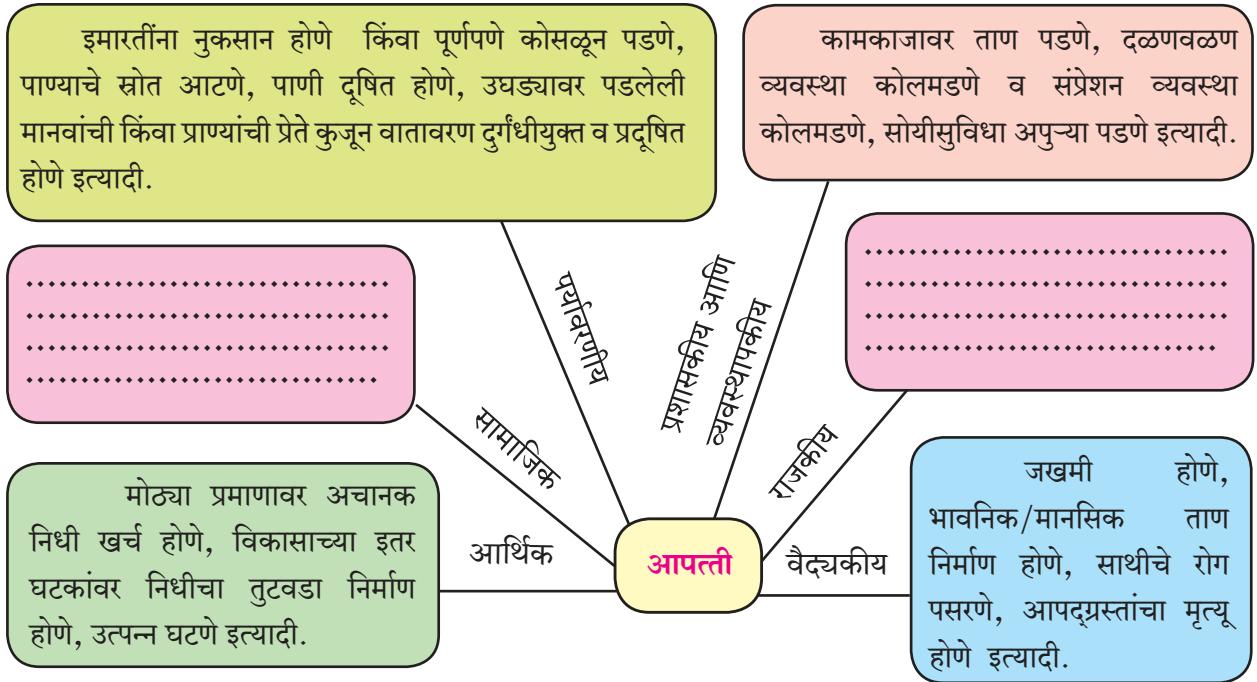 इमारतींना नुकसान होणे किंवा पूर्णपणे कोसळून पडणे,
पाण्याचे स्रोत आटणे, पाणी दूषित होणे, उघड्यावर पडलेली
मानवांची किंवा प्राण्यांची प्रेते कुजून वातावरण दुर्गंधीयुक्त व प्रदूषित
होणे इत्यादी.
कामकाजावर ताण पडणे, दळणवळण
व्यवस्था कोलमडणे व संप्रेशन व्यवस्था
कोलमडणे, सोयीसुविधा अपुऱ्या पडणे इत्यादी.
पर्यावरणीय
प्रशासकीय आणि
व्यवस्थापकीय
सामाजिक
राजकीय
मोठ्या प्रमाणावर अचानक
निधी खर्च होणे, विकासाच्या इतर
घटकांवर निधीचा तुटवडा निर्माण
होणे, उत्पन्न घटणे इत्यादी.
आर्थिक
आपत्ती
वैद्यकीय
जखमी होणे,
भावनिक/मानसिक ताण
निर्माण होणे, साथीचे रोग
पसरणे, आपद्‌ग्रस्तांचा मृत्यू
होणे इत्यादी.